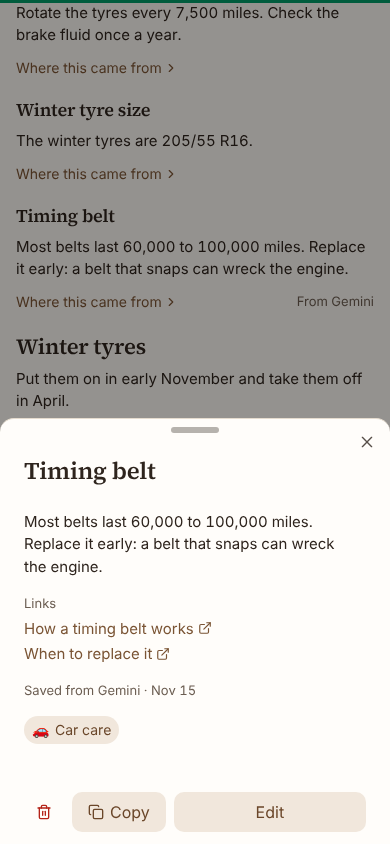 Rotate the tyres every 7,500 miles. Check the
brake fluid once a year.
Where this came from
Winter tyre size
The winter tyres are 205/55 R16.
Where this came from
Timing belt
Most belts last 60,000 to 100,000 miles. Replace
it early: a belt that snaps can wreck the engine.
Where this came from
From Gemini
Winter tyres
Put them on in early November and take them off
in April.
Timing belt
Most belts last 60,000 to 100,000 miles.
Replace it early: a belt that snaps can wreck
the engine.
Links
How a timing belt works
When to replace it
Saved from Gemini · Nov 15
Car care
Copy
Edit